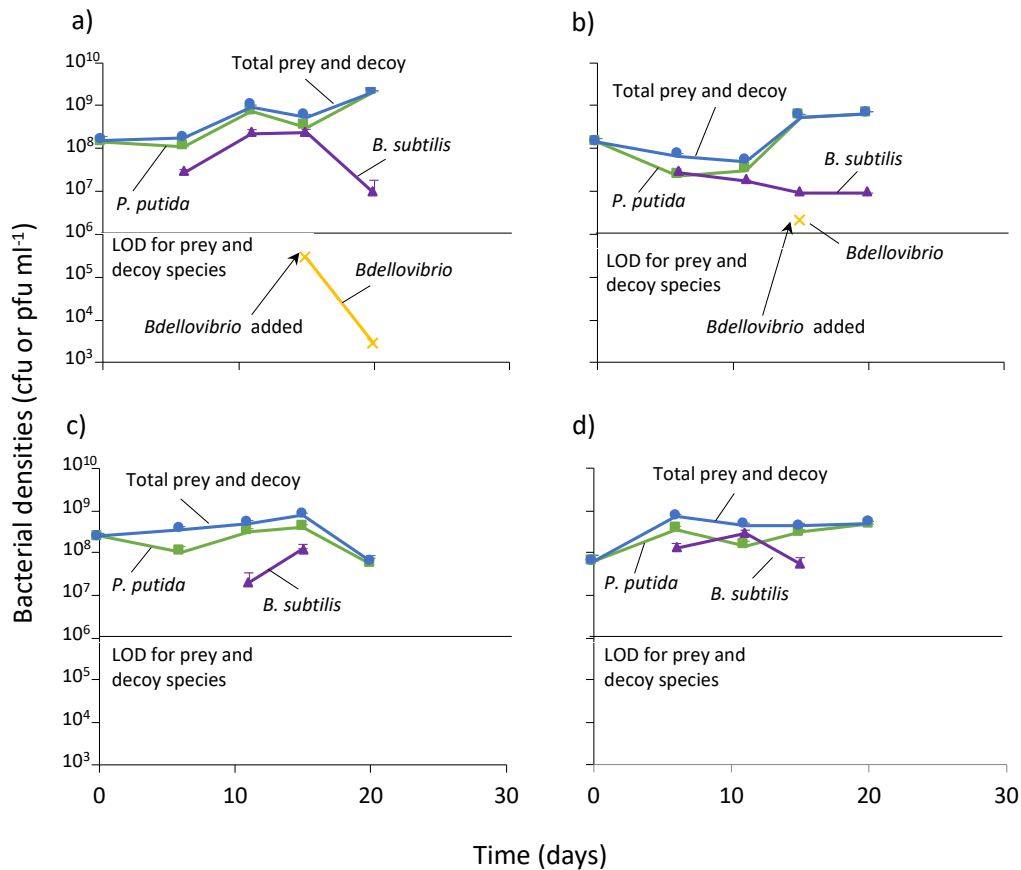 a)
10¹⁰
10⁹
10⁸
10⁷
10⁶
10⁵
10⁴
10³
Total prey and decoy
B. subtilis
P. putida
LOD for prey and
decoy species
Bdellovibrio
Bdellovibrio added
b)
Total prey and decoy
B. subtilis
P. putida
LOD for prey and
decoy species
Bdellovibrio
Bdellovibrio added
Bacterial densities (cfu or pfu ml⁻¹)
c)
10¹⁰
10⁹
10⁸
10⁷
10⁶
10⁵
10⁴
10³
Total prey and decoy
P. putida
B. subtilis
LOD for prey and
decoy species
0 10 20 30
d)
Total prey and decoy
P. putida
B. subtilis
LOD for prey and
decoy species
0 10 20 30
Time (days)